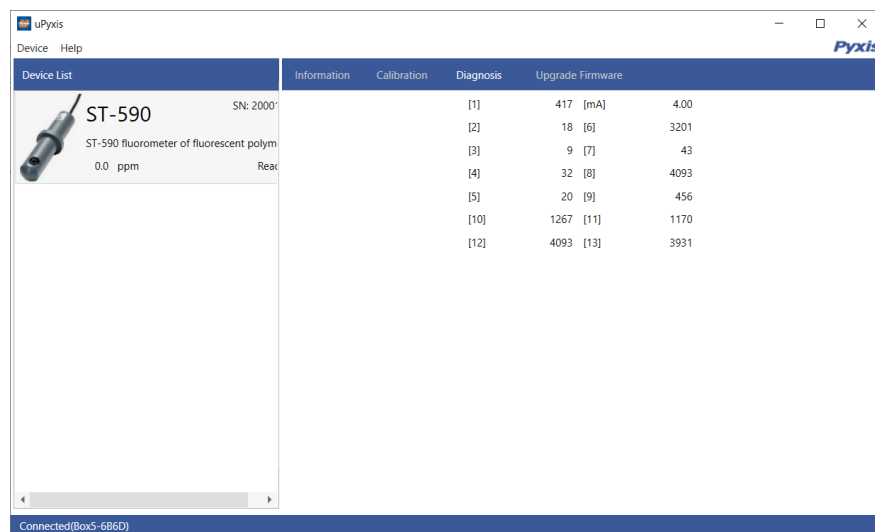 uPyxis
Device Help
Pyxis
Device List
Information Calibration Diagnosis Upgrade Firmware
ST-590 SN: 2000
ST-590 fluorometer of fluorescent polym
0.0 ppm Read
[1] 417 [mA] 4.00
[2] 18 [6] 3201
[3] 9 [7] 43
[4] 32 [8] 4093
[5] 20 [9] 456
[10] 1267 [11] 1170
[12] 4093 [13] 3931
Connected(Box5-6B6D)